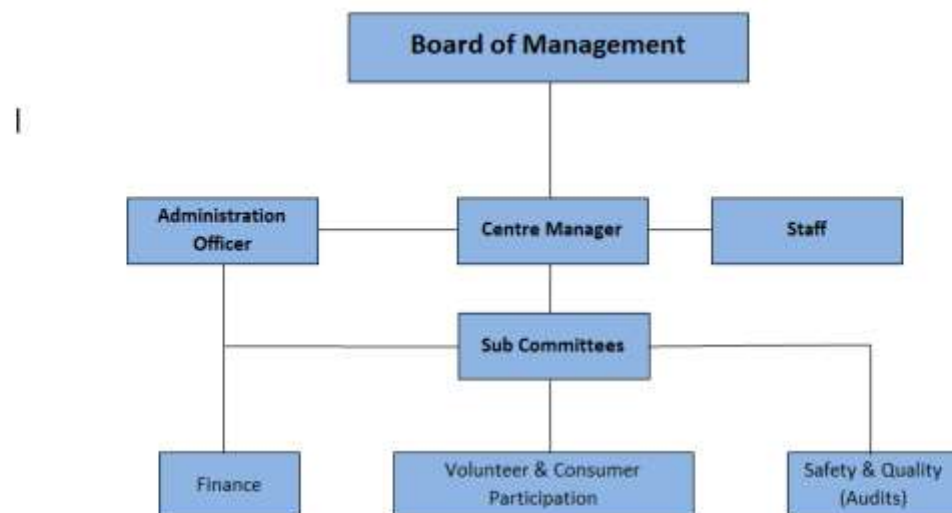 Board of Management
Administration
Officer
Centre Manager
Staff
Sub Committees
Finance
Volunteer & Consumer
Participation
Safety & Quality
(Audits)